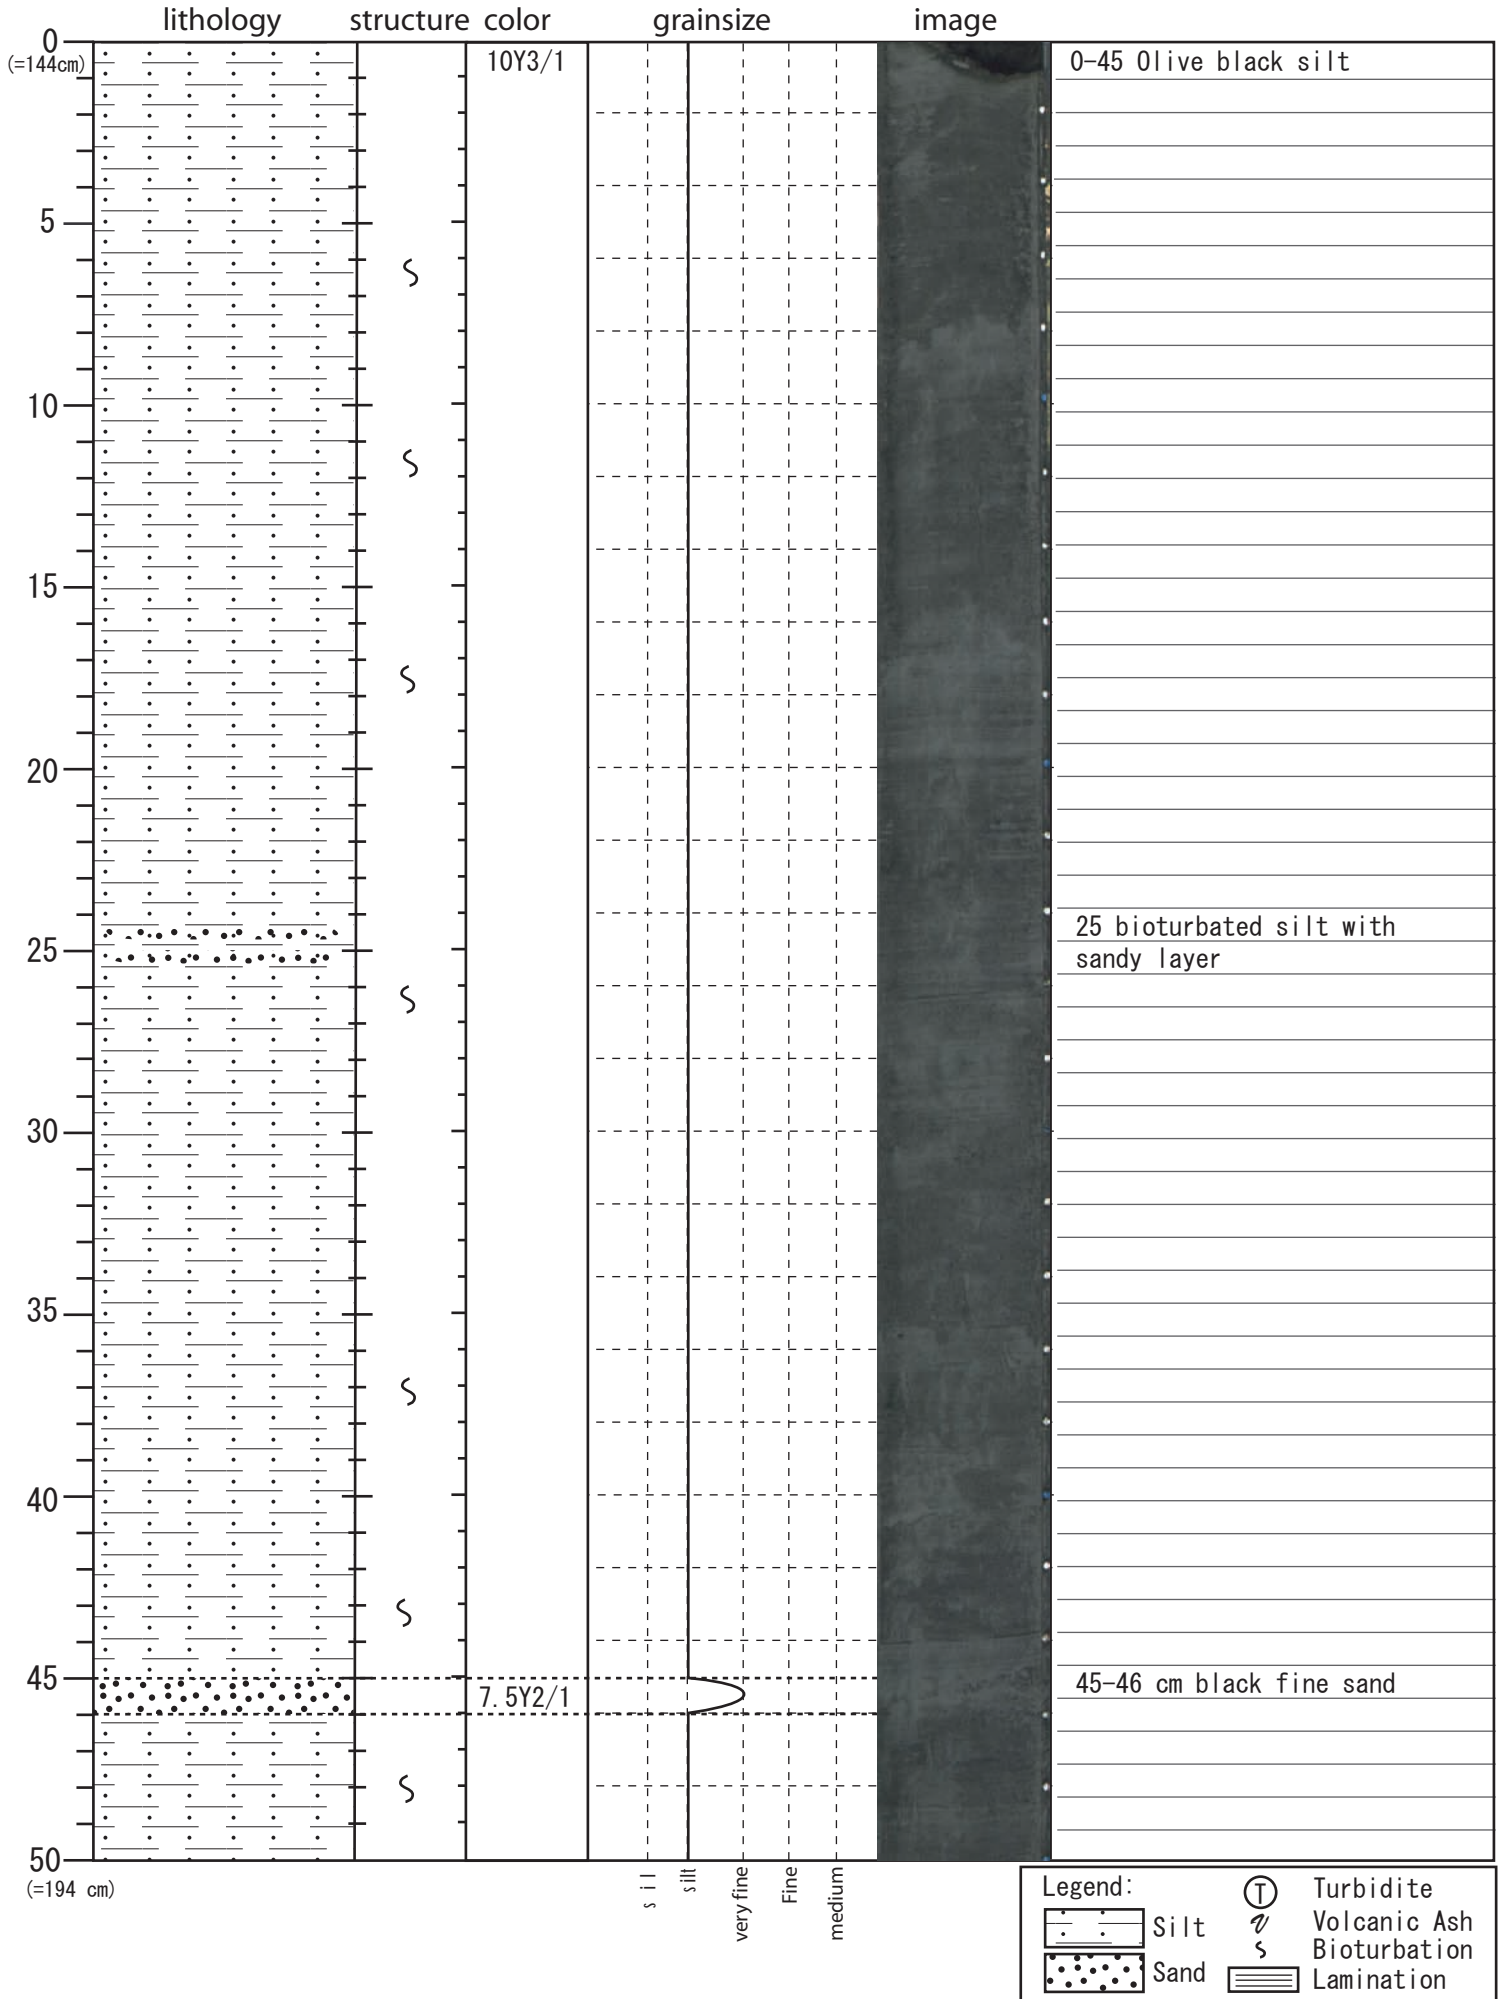 lithology structure color grainsize image
0
(=144cm)
10Y3/1
0-45 Olive black silt
5
10
15
20
25 bioturbated silt with
sandy layer
25
30
35
40
45
7.5Y2/1
45-46 cm black fine sand
50
(=194 cm)
sil
silt
very fine
Fine
medium
Legend:
Silt
Sand
T Turbidite
Volcanic Ash
Bioturbation
Lamination